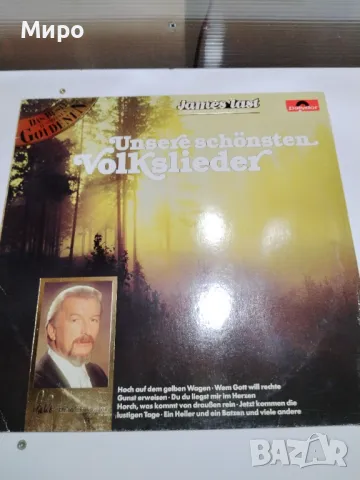 Миро
James Last
Polydor
Unsere schönsten
Volkslieder
Hoch auf dem gelben Wagen · Wem Gott will rechte
Gunst erweisen · Du du liegst mir im Herzen
Horch, was kommt von draußen rein · Jetzt kommen die
lustigen Tage · Ein Heller und ein Batzen und viele andere
BAZAR